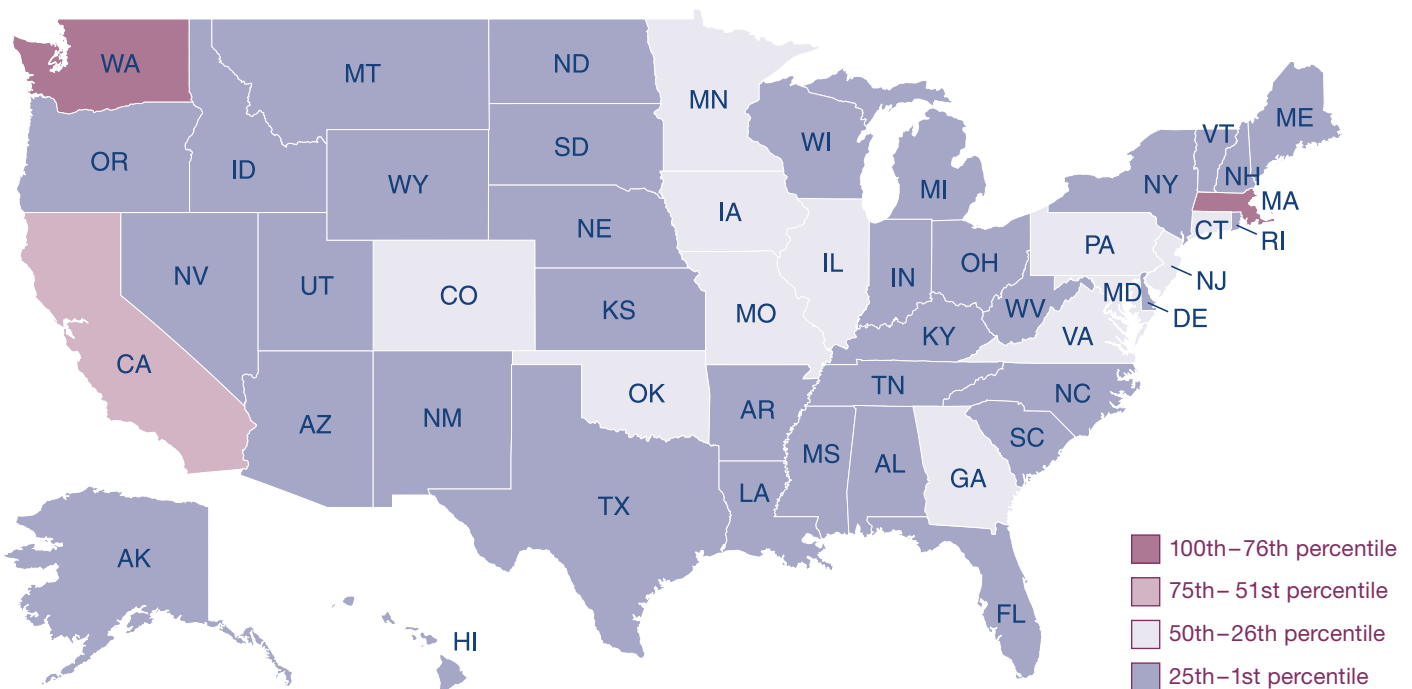 WA
MT
ND
MN
ME
VT
OR
ID
SD
WI
NH
WY
MI
NY
MA
IA
NE
CT
RI
PA
NV
UT
CO
IL
IN
OH
NJ
KS
MO
WV
MD
DE
CA
KY
VA
OK
TN
NC
AZ
NM
AR
SC
MS
AL
GA
LA
TX
AK
FL
HI
100th–76th percentile
75th– 51st percentile
50th–26th percentile
25th–1st percentile